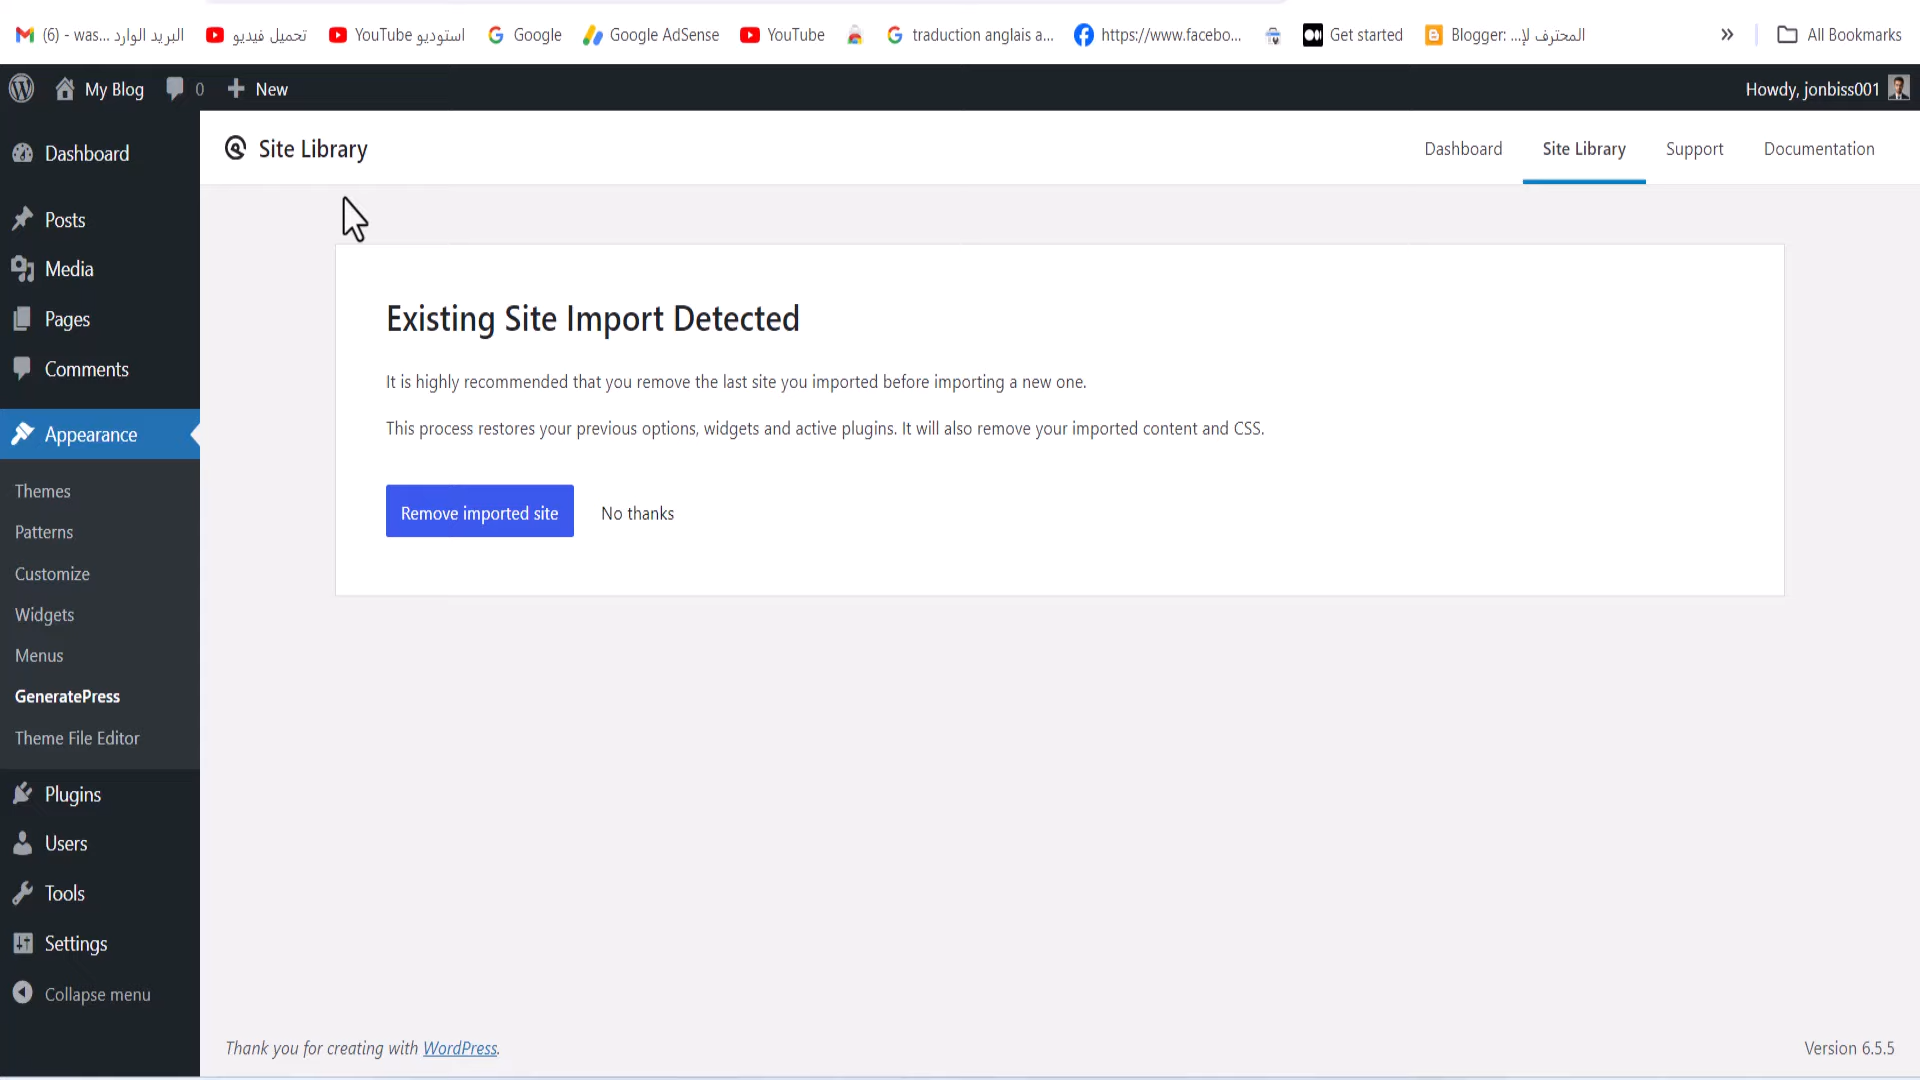 (6) - was... البريد الوارد تحميل فيديو YouTube استوديو Google Google AdSense YouTube traduction anglais a... https://www.facebo... Get started Blogger: ...المحترف لإ » All Bookmarks
My Blog 0 + New Howdy, jonbiss001
Site Library Dashboard Site Library Support Documentation
Dashboard
Posts
Media
Pages
Comments
Appearance
Themes
Patterns
Customize
Widgets
Menus
GeneratePress
Theme File Editor
Plugins
Users
Tools
Settings
Collapse menu
Existing Site Import Detected
It is highly recommended that you remove the last site you imported before importing a new one.
This process restores your previous options, widgets and active plugins. It will also remove your imported content and CSS.
Remove imported site No thanks
Thank you for creating with WordPress. Version 6.5.5